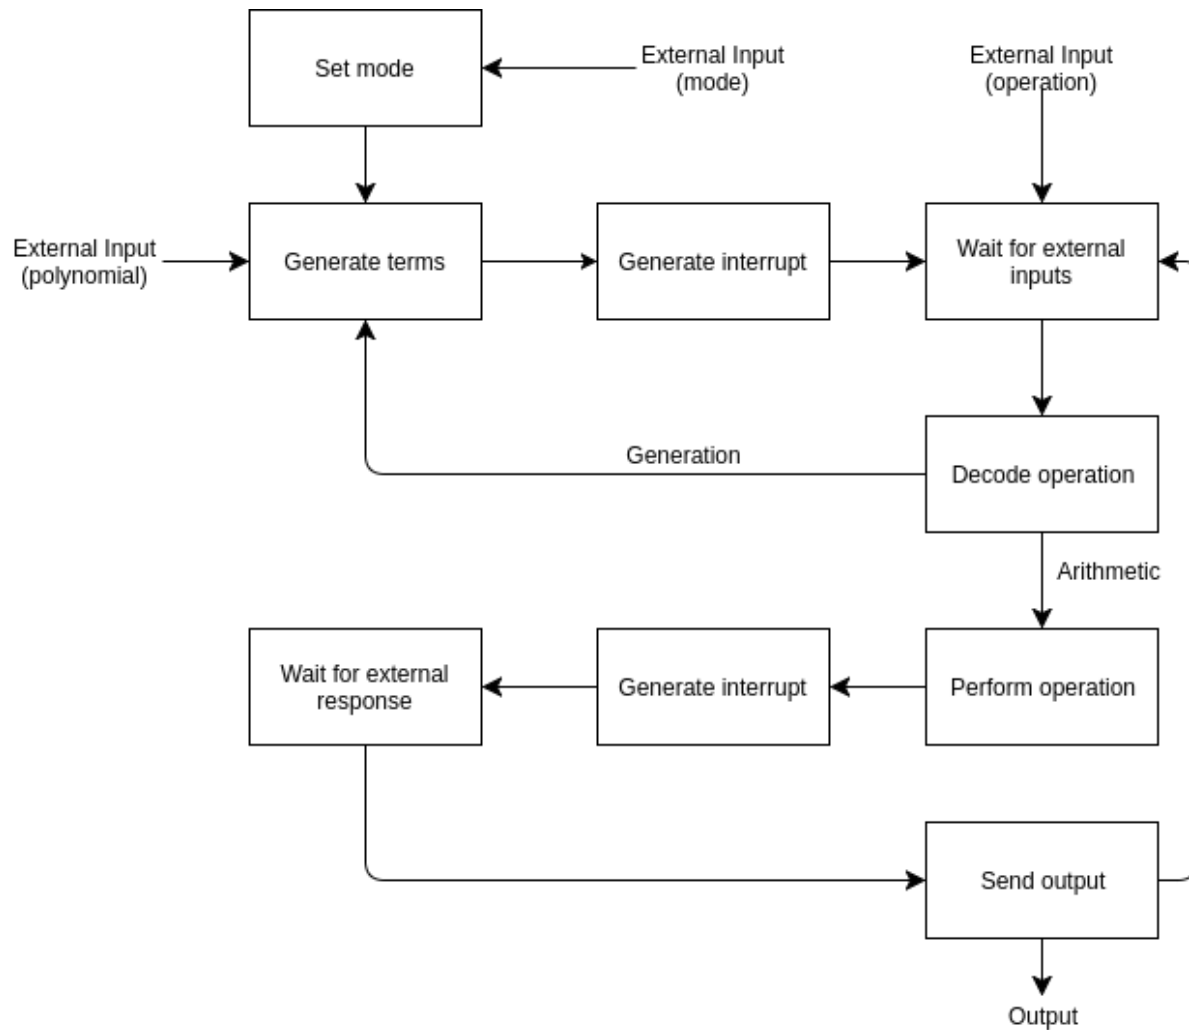 Set mode
External Input
(mode)
External Input
(operation)
External Input
(polynomial)
Generate terms
Generate interrupt
Wait for external
inputs
Generation
Decode operation
Arithmetic
Wait for external
response
Generate interrupt
Perform operation
Send output
Output